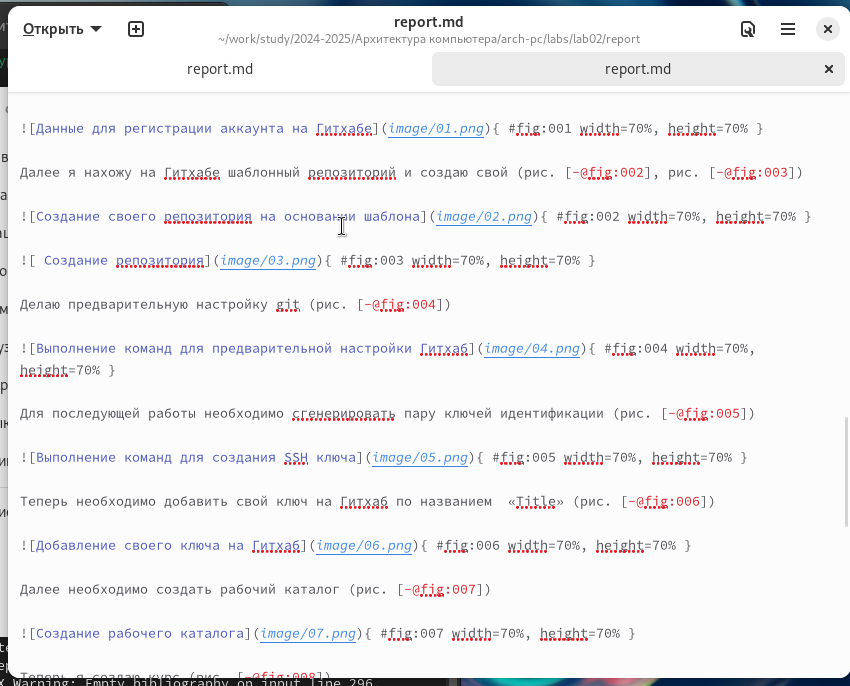 Открыть
report.md
~/work/study/2024-2025/Архитектура компьютера/arch-pc/labs/lab02/report
report.md
report.md
![Данные для регистрации аккаунта на Гитхабе](image/01.png){ #fig:001 width=70%, height=70% }
Далее я нахожу на Гитхабе шаблонный репозиторий и создаю свой (рис. [-@fig:002], рис. [-@fig:003])
![Создание своего репозитория на основании шаблона](image/02.png){ #fig:002 width=70%, height=70% }
![ Создание репозитория](image/03.png){ #fig:003 width=70%, height=70% }
Делаю предварительную настройку git (рис. [-@fig:004])
![Выполнение команд для предварительной настройки Гитхаб](image/04.png){ #fig:004 width=70%,
height=70% }
Для последующей работы необходимо сгенерировать пару ключей идентификации (рис. [-@fig:005])
![Выполнение команд для создания SSH ключа](image/05.png){ #fig:005 width=70%, height=70% }
Теперь необходимо добавить свой ключ на Гитхаб по названием  «Title» (рис. [-@fig:006])
![Добавление своего ключа на Гитхаб](image/06.png){ #fig:006 width=70%, height=70% }
Далее необходимо создать рабочий каталог (рис. [-@fig:007])
![Создание рабочего каталога](image/07.png){ #fig:007 width=70%, height=70% }
Теперь я создаю курс (рис. [-@fig:008])
X Warning: Empty bibliography on input line 296